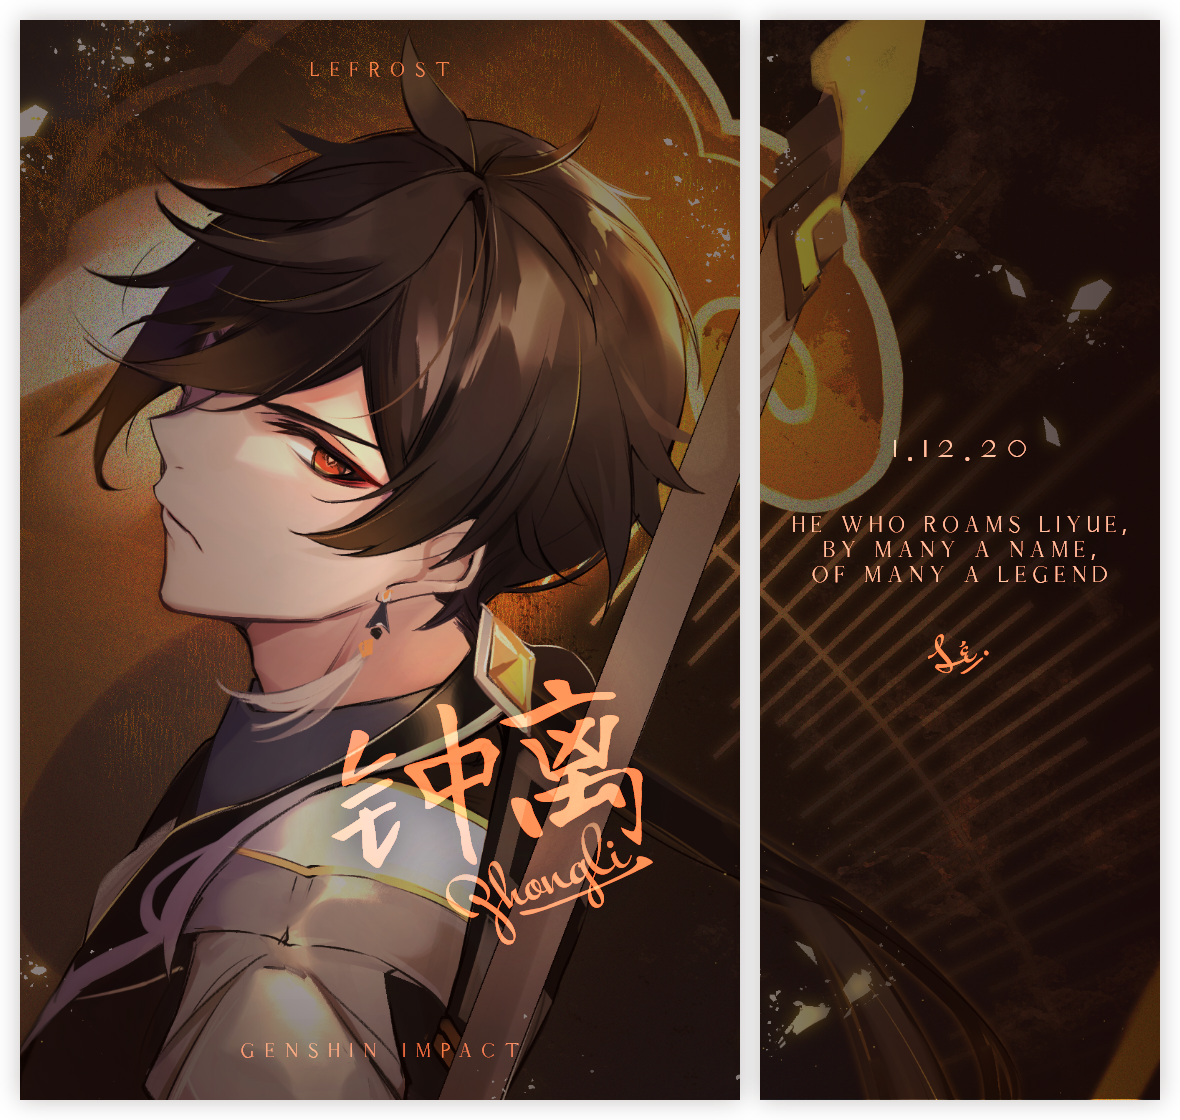 LEFROST
钟离
Zhongli
GENSHIN IMPACT
1.12.20
HE WHO ROAMS LIYUE,
BY MANY A NAME,
OF MANY A LEGEND